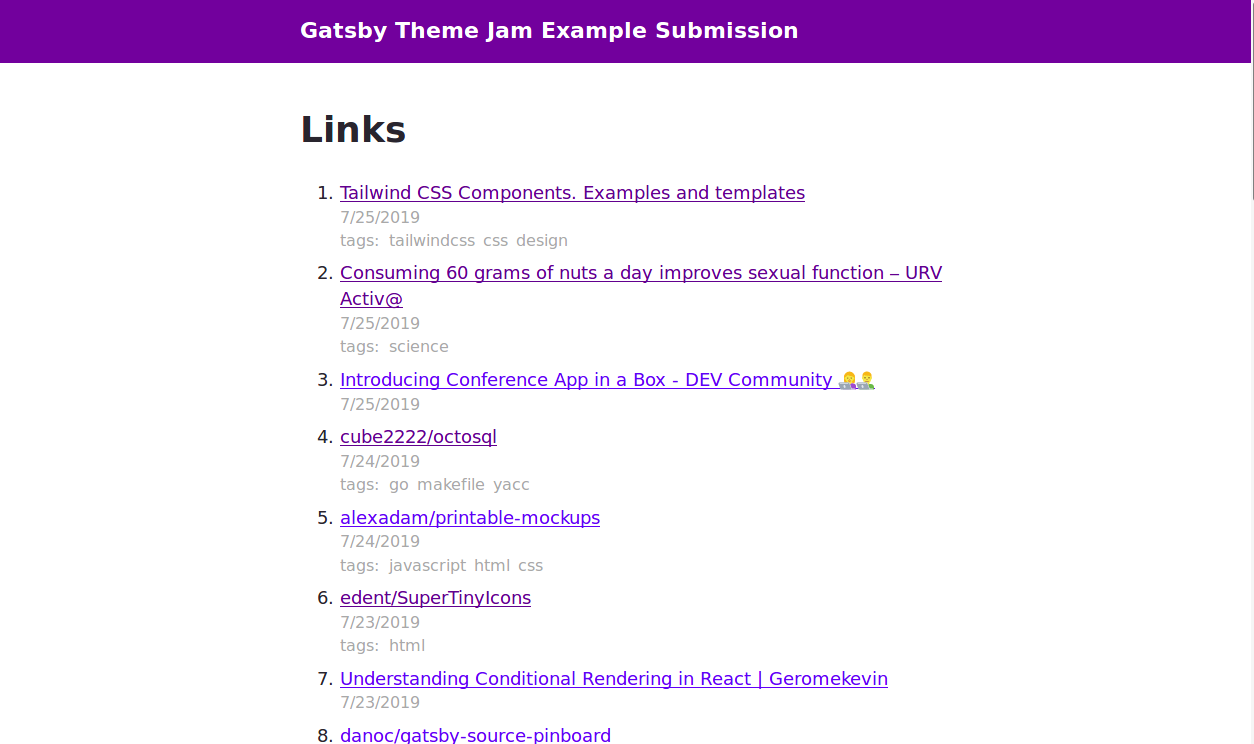 Gatsby Theme Jam Example Submission
Links
1. Tailwind CSS Components. Examples and templates
7/25/2019
tags: tailwindcss css design
2. Consuming 60 grams of nuts a day improves sexual function – URV
Activ@
7/25/2019
tags: science
3. Introducing Conference App in a Box - DEV Community 👩‍💻👨‍💻
7/25/2019
4. cube2222/octosql
7/24/2019
tags: go makefile yacc
5. alexadam/printable-mockups
7/24/2019
tags: javascript html css
6. edent/SuperTinyIcons
7/23/2019
tags: html
7. Understanding Conditional Rendering in React | Geromekevin
7/23/2019
8. danoc/gatsby-source-pinboard